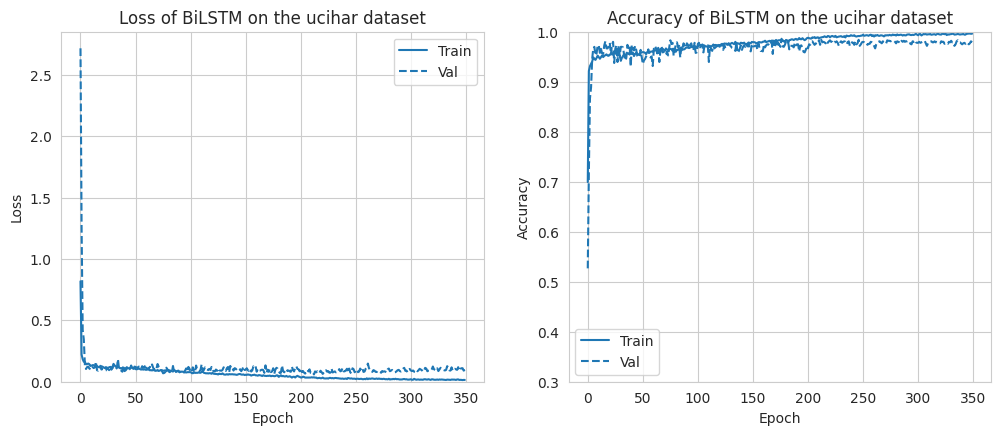 Loss of BiLSTM on the ucihar dataset
Train
Val
2.5
2.0
1.5
1.0
0.5
0.0
Loss
0 50 100 150 200 250 300 350
Epoch
Accuracy of BiLSTM on the ucihar dataset
1.0
0.9
0.8
0.7
0.6
0.5
0.4
0.3
Accuracy
Train
Val
0 50 100 150 200 250 300 350
Epoch